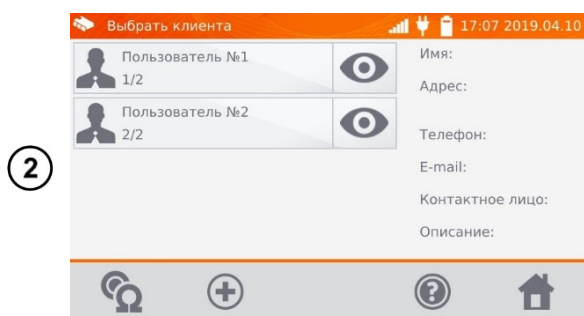 Выбрать клиента
17:07 2019.04.10
Пользователь №1
1/2
Пользователь №2
2/2
Имя:
Адрес:
Телефон:
E-mail:
Контактное лицо:
Описание:
2